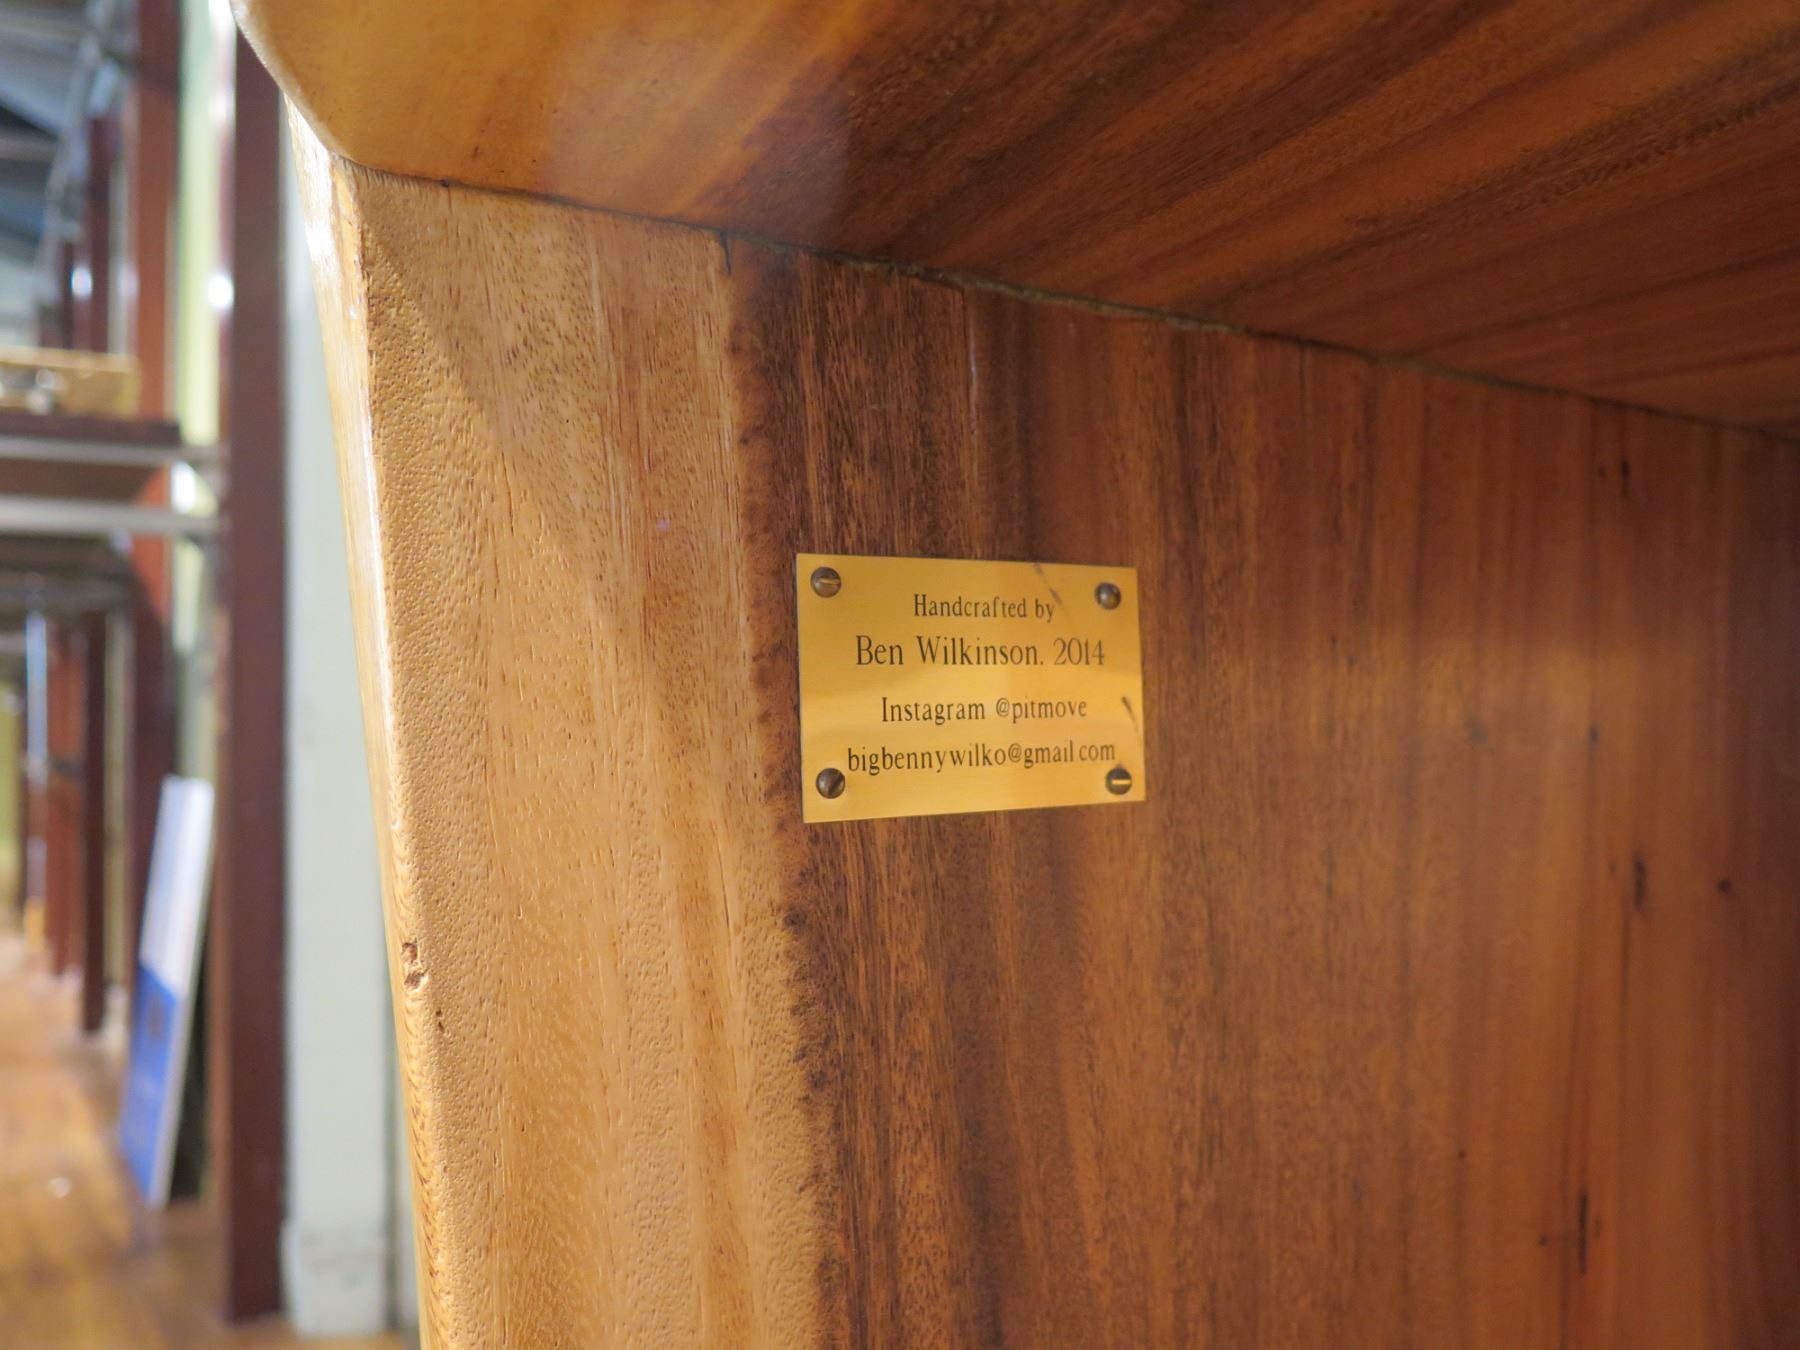 Handcrafted by
Ben Wilkinson. 2014
Instagram @pitmove
bigbennywilko@gmail.com